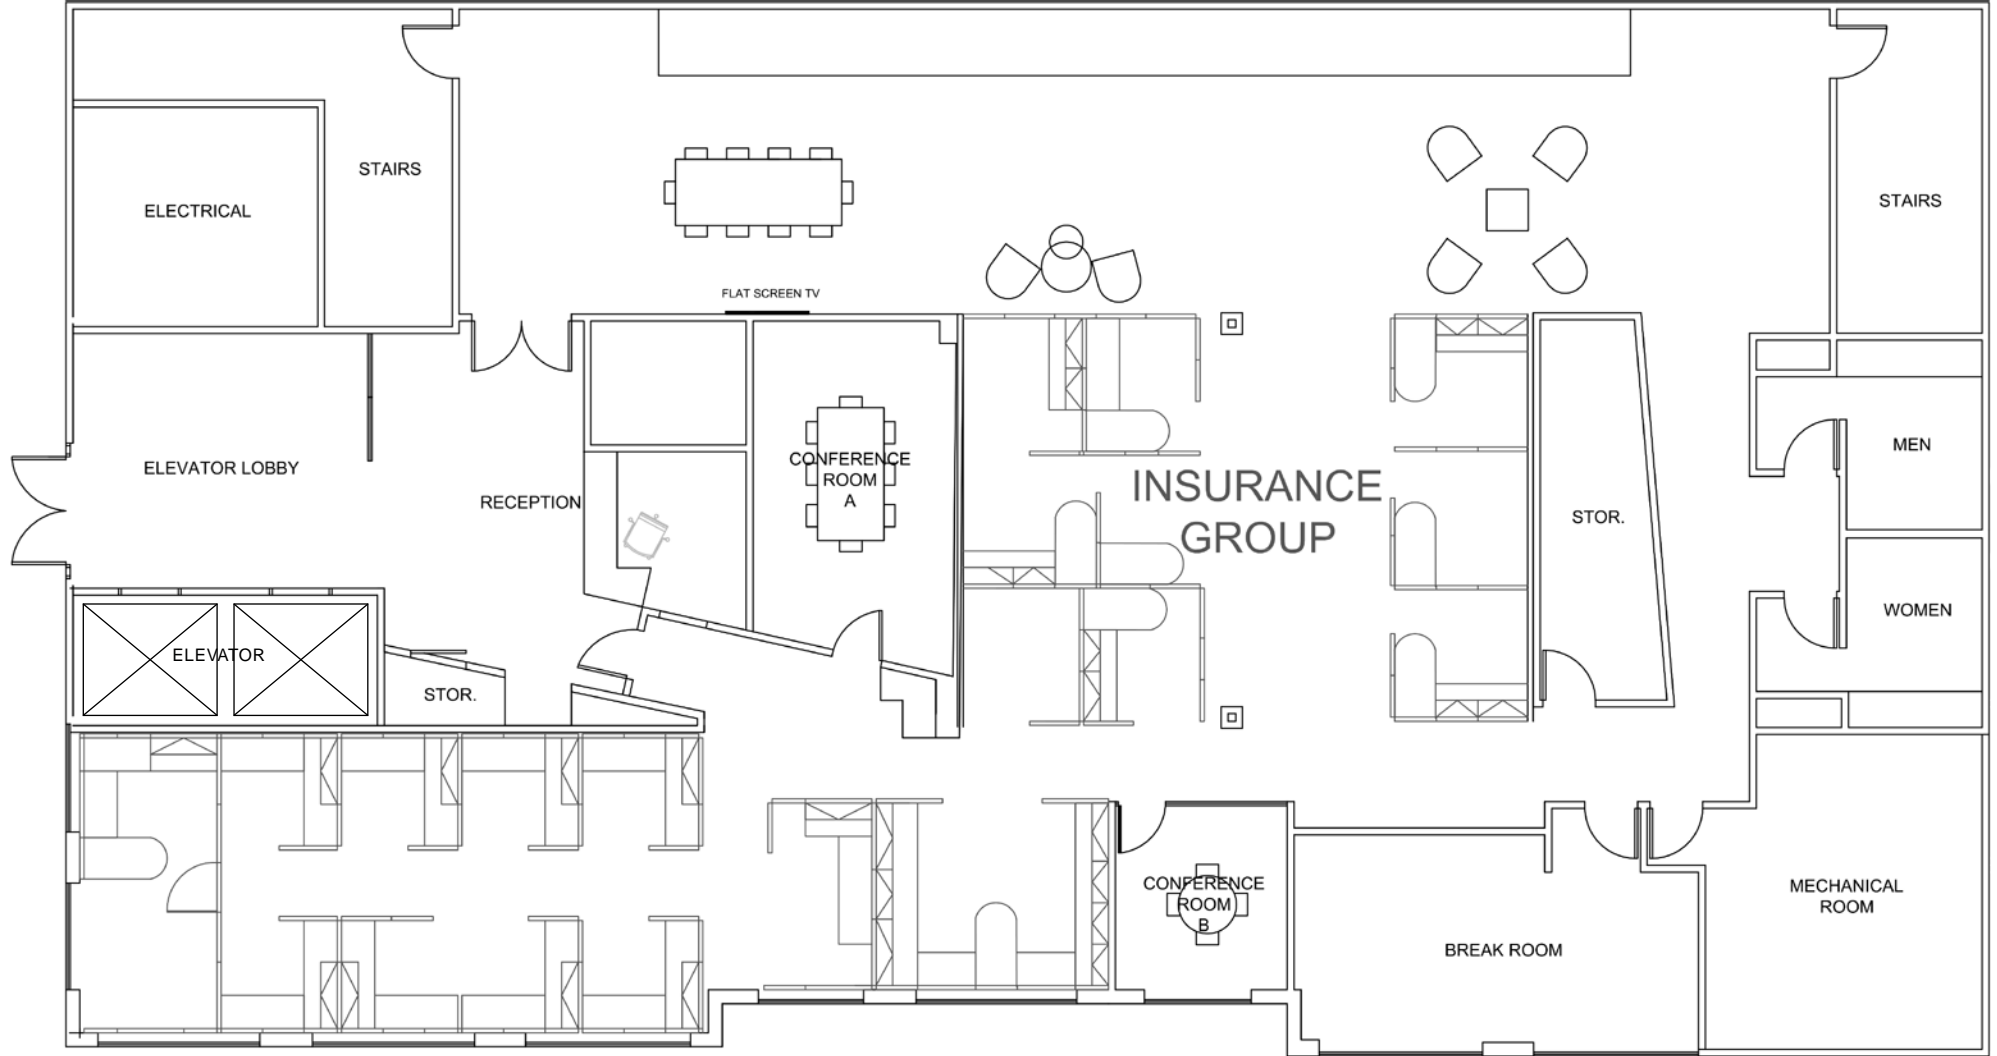 STAIRS
ELECTRICAL
STAIRS
FLAT SCREEN TV
ELEVATOR LOBBY
RECEPTION
CONFERENCE
ROOM
A
INSURANCE
GROUP
STOR.
MEN
WOMEN
ELEVATOR
STOR.
CONFERENCE
ROOM
B
BREAK ROOM
MECHANICAL
ROOM